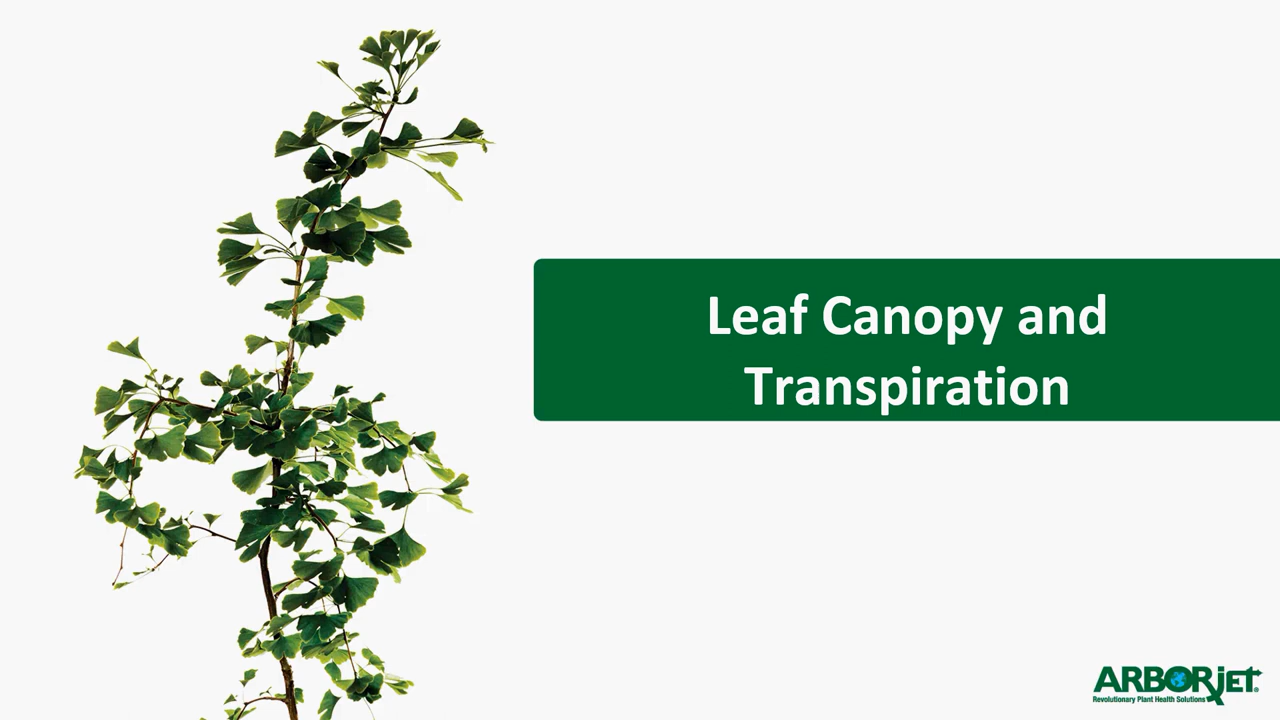 Leaf Canopy and
Transpiration
ARBORjET®
Revolutionary Plant Health Solutions